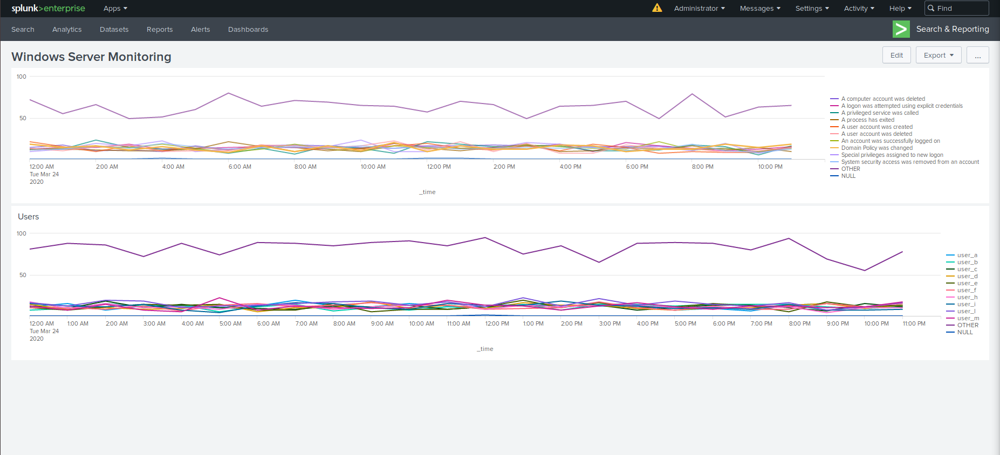 splunk>enterprise Apps Administrator Messages Settings Activity Help Find
Search Analytics Datasets Reports Alerts Dashboards Search & Reporting
Windows Server Monitoring Edit Export ...
100
50
12:00 AM 2:00 AM 4:00 AM 6:00 AM 8:00 AM 10:00 AM 12:00 PM 2:00 PM 4:00 PM 6:00 PM 8:00 PM 10:00 PM
Tue Mar 24
2020
_time
A computer account was deleted
A logon was attempted using explicit credentials
A privileged service was called
A process has exited
A user account was created
A user account was deleted
An account was successfully logged on
Domain Policy was changed
Special privileges assigned to new logon
System security access was removed from an account
OTHER
NULL
Users
100
50
12:00 AM 1:00 AM 2:00 AM 3:00 AM 4:00 AM 5:00 AM 6:00 AM 7:00 AM 8:00 AM 9:00 AM 10:00 AM 11:00 AM 12:00 PM 1:00 PM 2:00 PM 3:00 PM 4:00 PM 5:00 PM 6:00 PM 7:00 PM 8:00 PM 9:00 PM 10:00 PM 11:00 PM
Tue Mar 24
2020
_time
user_a
user_b
user_c
user_d
user_e
user_f
user_h
user_i
user_l
user_m
OTHER
NULL